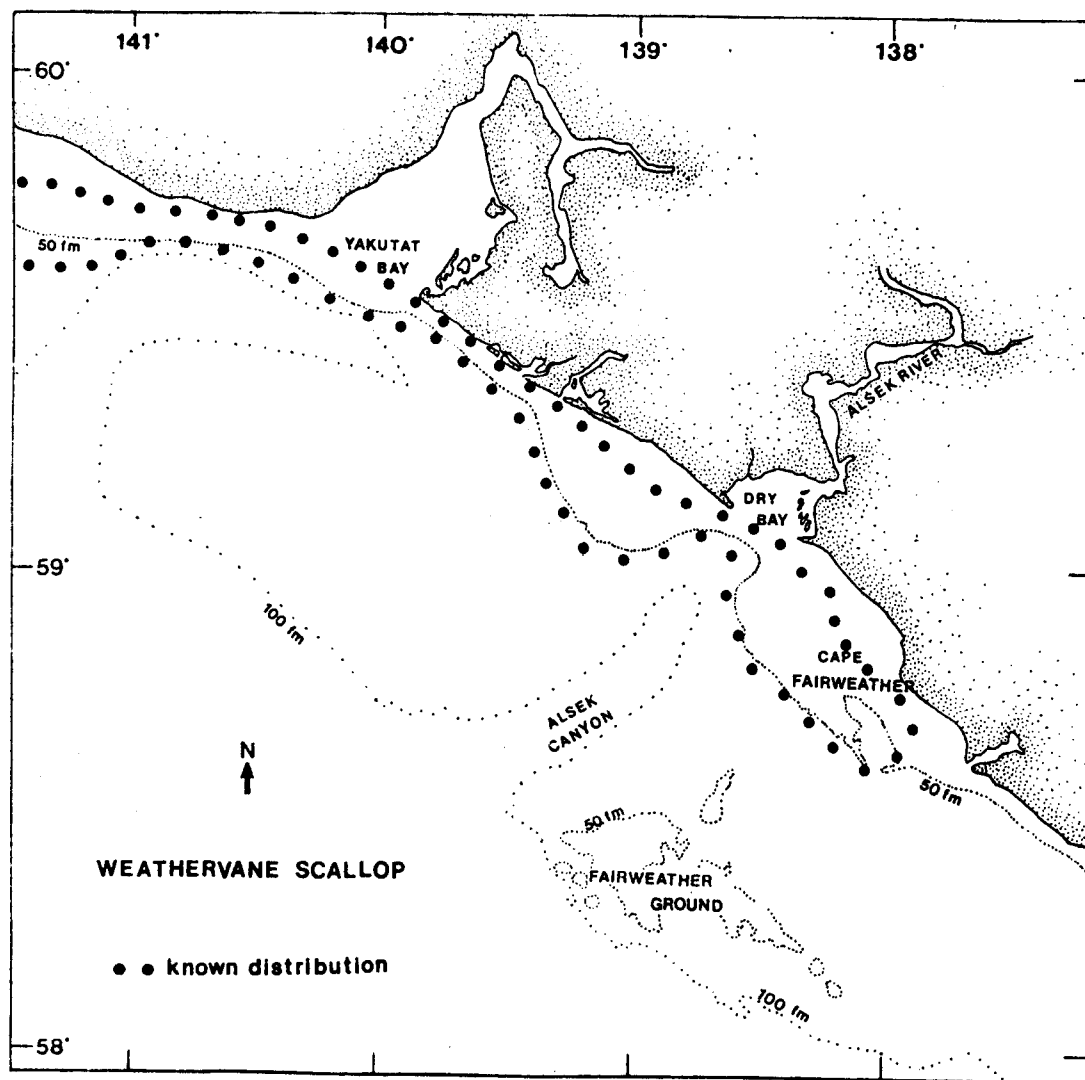 141°
140°
139°
138°
60°
50 fm
YAKUTAT
BAY
ALSEK RIVER
DRY
BAY
59°
100 fm
CAPE
FAIRWEATHER
ALSEK
CANYON
N
50 fm
50 fm
WEATHERVANE SCALLOP
FAIRWEATHER
GROUND
known distribution
100 fm
58°